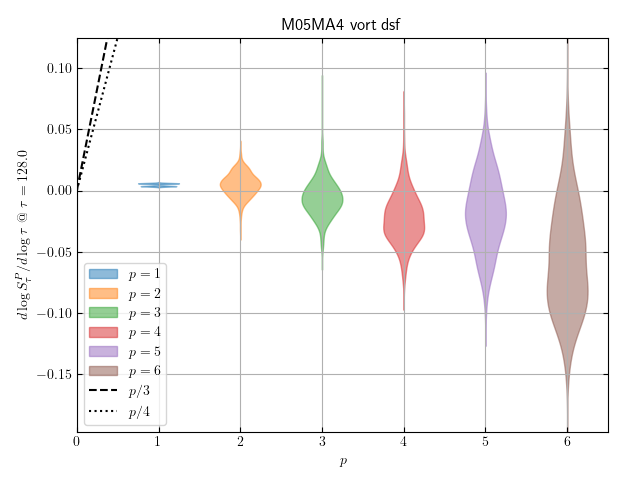 M05MA4 vort dsf
d log S_τ^p / d log τ @ τ = 128.0
0.10
0.05
0.00
−0.05
−0.10
−0.15
p = 1
p = 2
p = 3
p = 4
p = 5
p = 6
p/3
p/4
0 1 2 3 4 5 6
p